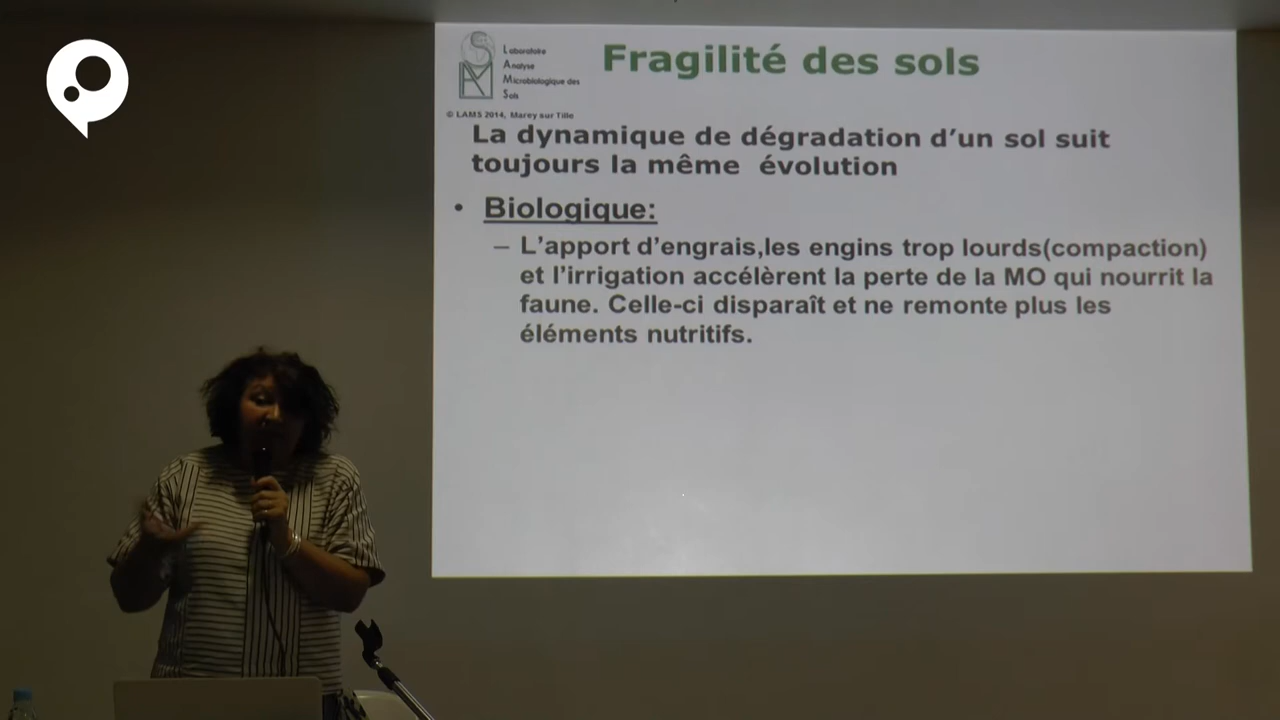 Laboratoire
Analyse
Microbiologique des
Sols
Fragilité des sols
© LAMS 2014, Marey sur Tille
La dynamique de dégradation d’un sol suit
toujours la même évolution
• Biologique:
– L’apport d’engrais,les engins trop lourds(compaction)
et l’irrigation accélèrent la perte de la MO qui nourrit la
faune. Celle-ci disparaît et ne remonte plus les
éléments nutritifs.